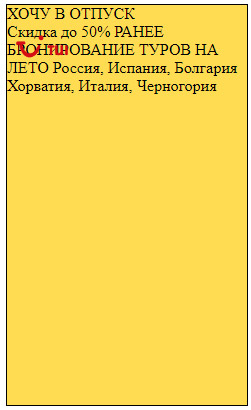 ХОЧУ В ОТПУСК
Скидка до 50% РАНЕЕ
БРОНИРОВАНИЕ ТУРОВ НА
ЛЕТО Россия, Испания, Болгария
Хорватия, Италия, Черногория